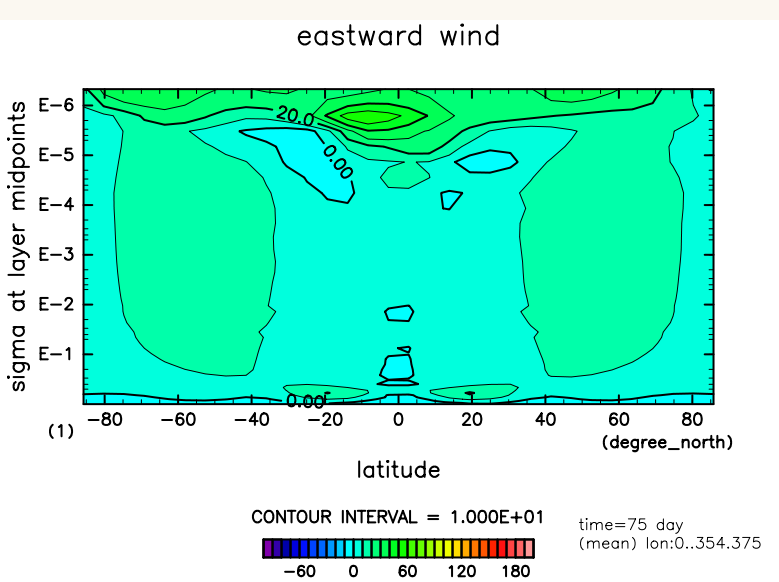 eastward wind
sigma at layer midpoints
E-6
E-5
E-4
E-3
E-2
E-1
20.0
0.00
0.00
-80 -60 -40 -20 0 20 40 60 80
(1)
(degree_north)
latitude
CONTOUR INTERVAL = 1.000E+01
-60 0 60 120 180
time=75 day
(mean) lon:0..354.375